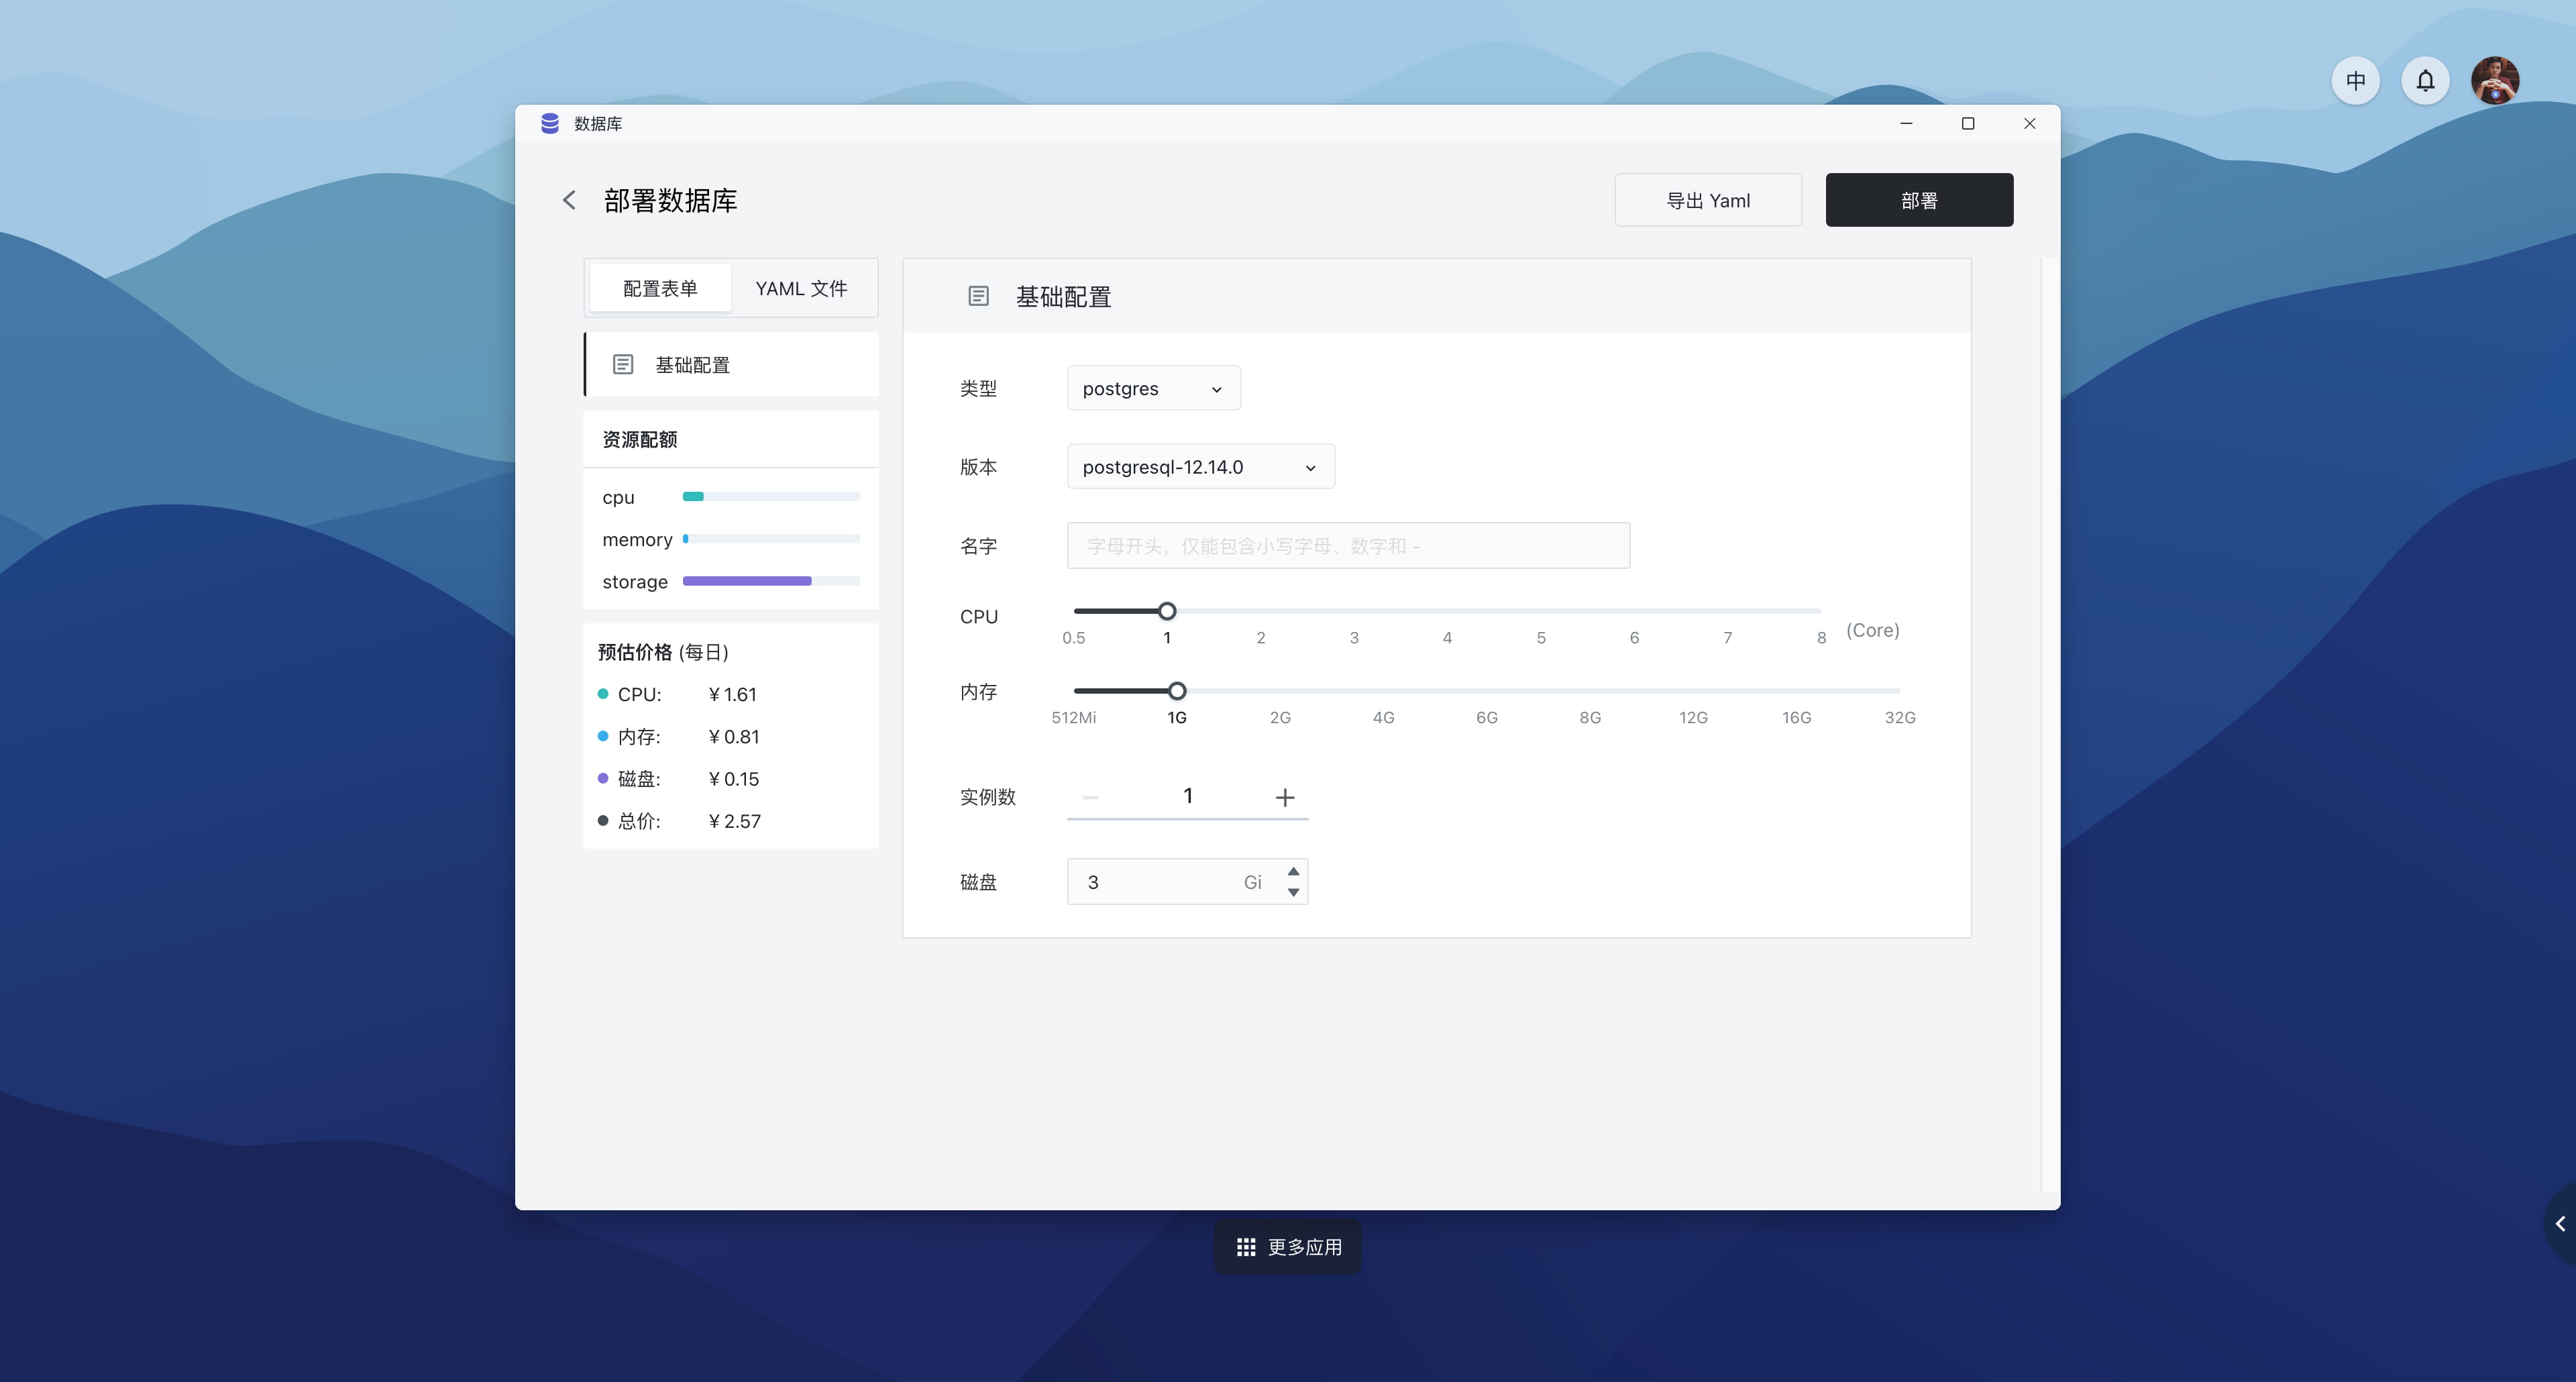 中
数据库
部署数据库
导出 Yaml
部署
配置表单
YAML 文件
基础配置
资源配额
cpu
memory
storage
预估价格 (每日)
CPU: ￥1.61
内存: ￥0.81
磁盘: ￥0.15
总价: ￥2.57
基础配置
类型 postgres
版本 postgresql-12.14.0
名字 字母开头，仅能包含小写字母、数字和 -
CPU
0.5 1 2 3 4 5 6 7 8 (Core)
内存
512Mi 1G 2G 4G 6G 8G 12G 16G 32G
实例数 1
磁盘 3 Gi
更多应用